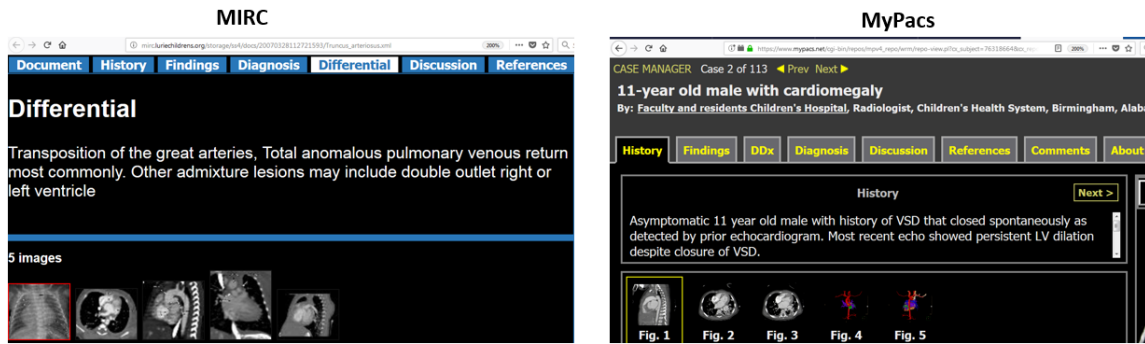 MIRC
mirc.luriechildrens.org/storage/ss4/docs/20070328112721593/Truncus_arteriosus.xml
200%
Document History Findings Diagnosis Differential Discussion References
Differential
Transposition of the great arteries, Total anomalous pulmonary venous return
most commonly. Other admixture lesions may include double outlet right or
left ventricle
5 images
MyPacs
https://www.mypacs.net/cgi-bin/repos/mpv4_repo/wrm/repo-view.pl?cx_subject=76318664&cx_
200%
CASE MANAGER Case 2 of 113 Prev Next
11-year old male with cardiomegaly
By: Faculty and residents Children's Hospital, Radiologist, Children's Health System, Birmingham, Alab
History Findings DDx Diagnosis Discussion References Comments About
History
Next >
Asymptomatic 11 year old male with history of VSD that closed spontaneously as
detected by prior echocardiogram. Most recent echo showed persistent LV dilation
despite closure of VSD.
Fig. 1 Fig. 2 Fig. 3 Fig. 4 Fig. 5